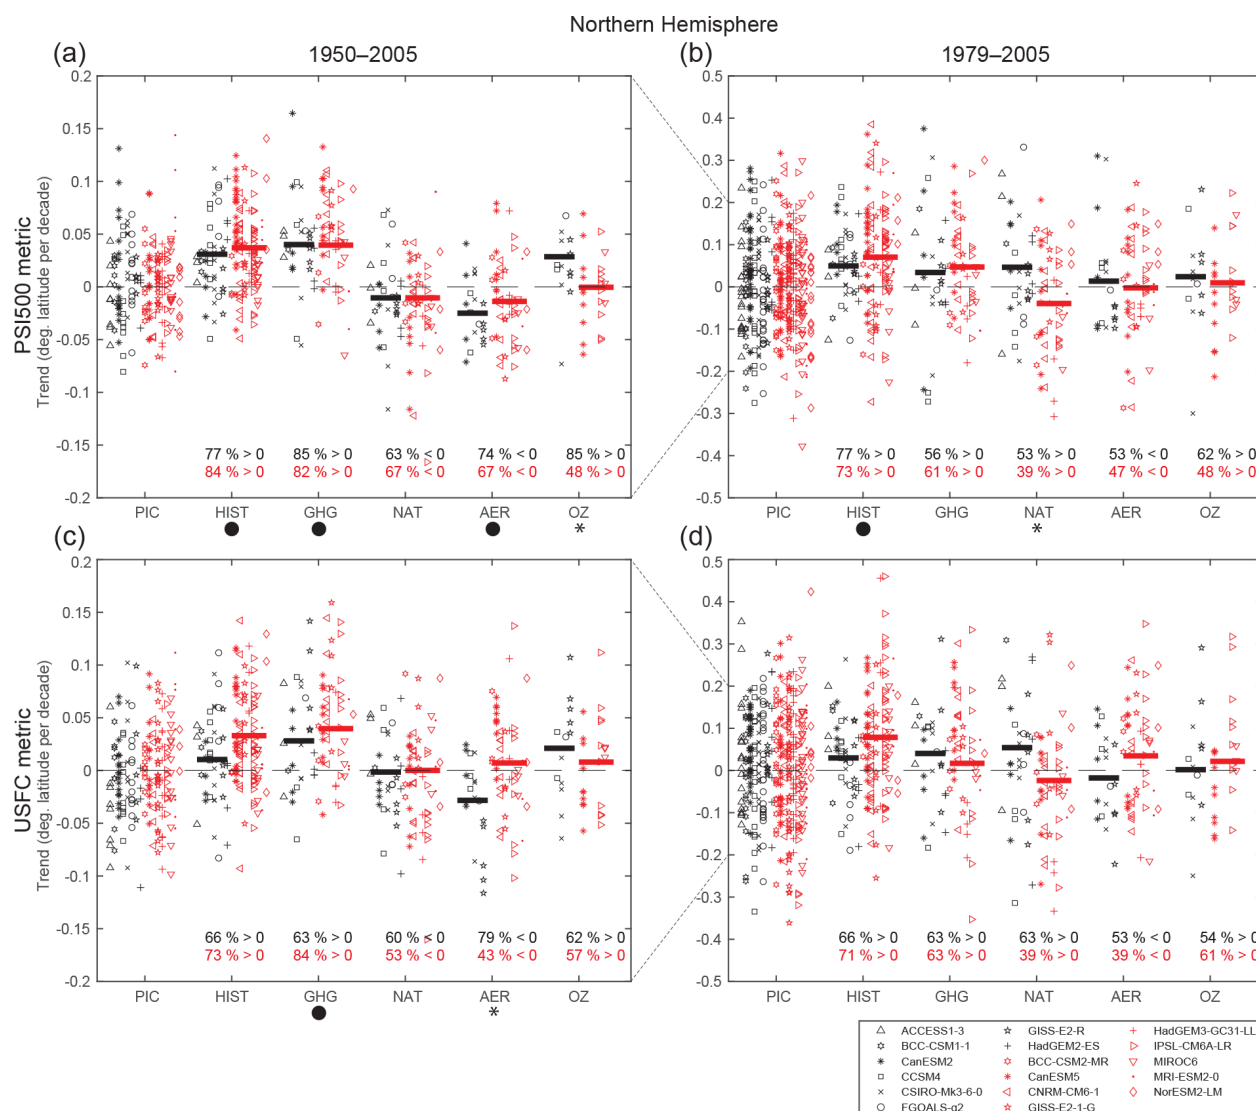 Northern Hemisphere
(a)
1950–2005
(b)
1979–2005
PSI500 metric
Trend (deg. latitude per decade)
0.2
0.15
0.1
0.05
0
-0.05
-0.1
-0.15
-0.2
77 % > 0
85 % > 0
63 % < 0
74 % < 0
85 % > 0
84 % > 0
82 % > 0
67 % < 0
67 % < 0
48 % > 0
PIC
HIST
GHG
NAT
AER
OZ
*
0.5
0.4
0.3
0.2
0.1
0
-0.1
-0.2
-0.3
-0.4
-0.5
77 % > 0
56 % > 0
53 % > 0
53 % < 0
62 % > 0
73 % > 0
61 % > 0
39 % > 0
47 % < 0
48 % > 0
PIC
HIST
GHG
NAT
AER
OZ
*
(c)
(d)
USFC metric
Trend (deg. latitude per decade)
0.2
0.15
0.1
0.05
0
-0.05
-0.1
-0.15
-0.2
66 % > 0
63 % > 0
60 % < 0
79 % < 0
62 % > 0
73 % > 0
84 % > 0
53 % < 0
43 % < 0
57 % > 0
PIC
HIST
GHG
NAT
AER
OZ
*
0.5
0.4
0.3
0.2
0.1
0
-0.1
-0.2
-0.3
-0.4
-0.5
66 % > 0
63 % > 0
63 % > 0
53 % < 0
54 % > 0
71 % > 0
63 % > 0
39 % > 0
39 % < 0
61 % > 0
PIC
HIST
GHG
NAT
AER
OZ
ACCESS1-3
BCC-CSM1-1
CanESM2
CCSM4
CSIRO-Mk3-6-0
FGOALS-g2
GISS-E2-R
HadGEM2-ES
BCC-CSM2-MR
CanESM5
CNRM-CM6-1
GISS-E2-1-G
HadGEM3-GC31-LL
IPSL-CM6A-LR
MIROC6
MRI-ESM2-0
NorESM2-LM